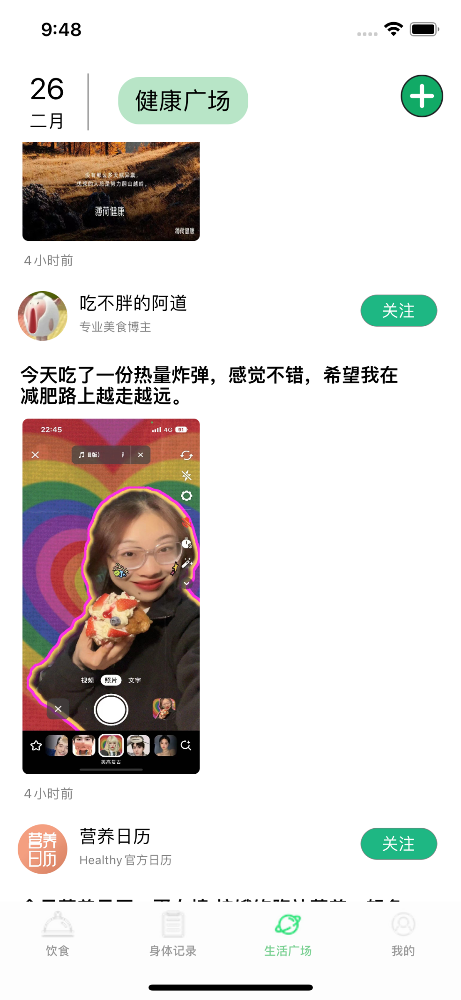 9:48
26
二月
健康广场
没有那么多天赋异禀，
优秀的人总是努力翻山越岭。
薄荷健康
薄荷健康
4小时前
吃不胖的阿道
专业美食博主
关注
今天吃了一份热量炸弹，感觉不错，希望我在
减肥路上越走越远。
22:45
4G 91
版）
视频 照片 文字
美高复古
4小时前
营养日历
营养
日历
Healthy官方日历
关注
饮食
身体记录
生活广场
我的